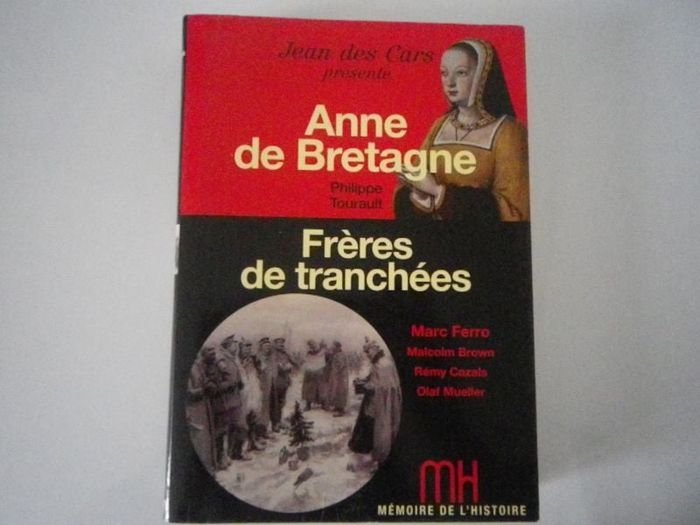 Jean des Cars
présente
Anne
de Bretagne
Philippe
Tourault
Frères
de tranchées
Marc Ferro
Malcolm Brown
Rémy Cazals
Olaf Mueller
MH
MÉMOIRE DE L'HISTOIRE